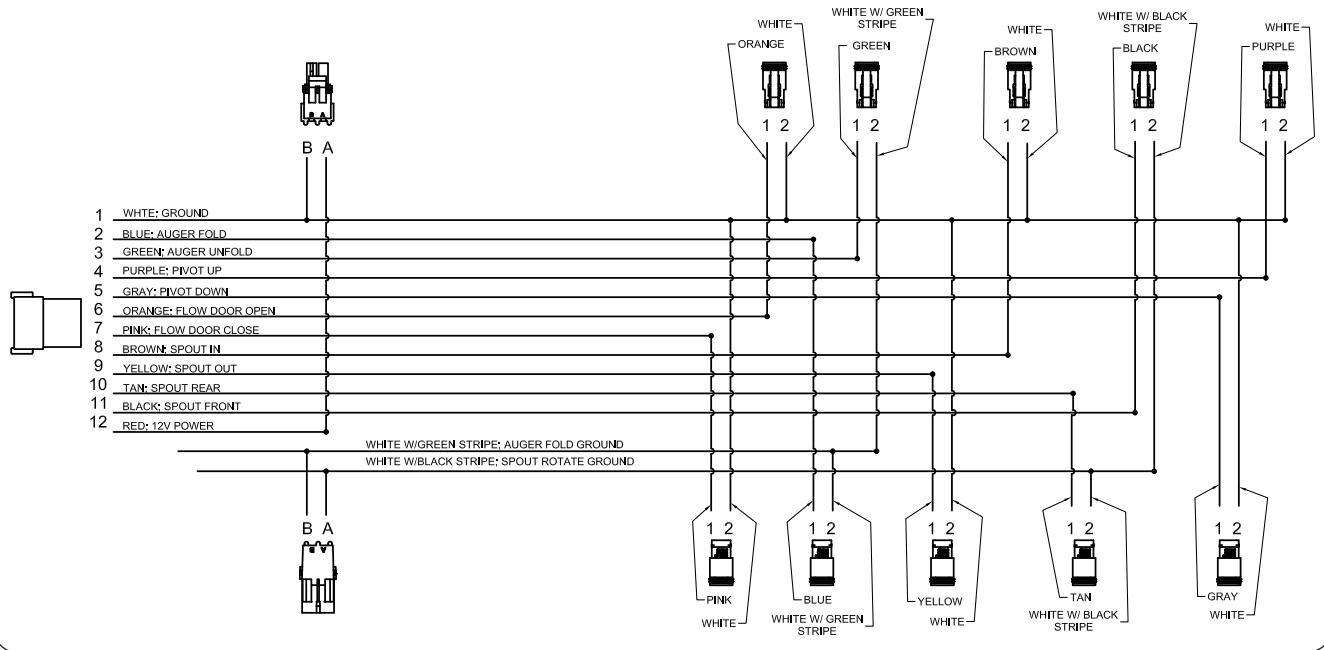 WHITE
ORANGE
WHITE W/ GREEN
STRIPE
GREEN
WHITE
BROWN
WHITE W/ BLACK
STRIPE
BLACK
WHITE
PURPLE
1 2
1 2
1 2
1 2
1 2
B A
1 WHTE; GROUND
2 BLUE; AUGER FOLD
3 GREEN; AUGER UNFOLD
4 PURPLE; PIVOT UP
5 GRAY; PIVOT DOWN
6 ORANGE; FLOW DOOR OPEN
7 PINK; FLOW DOOR CLOSE
8 BROWN; SPOUT IN
9 YELLOW; SPOUT OUT
10 TAN; SPOUT REAR
11 BLACK; SPOUT FRONT
12 RED; 12V POWER
WHITE W/GREEN STRIPE; AUGER FOLD GROUND
WHITE W/BLACK STRIPE; SPOUT ROTATE GROUND
B A
1 2
1 2
1 2
1 2
1 2
PINK
WHITE
BLUE
WHITE W/ GREEN
STRIPE
YELLOW
WHITE
TAN
WHITE W/ BLACK
STRIPE
GRAY
WHITE